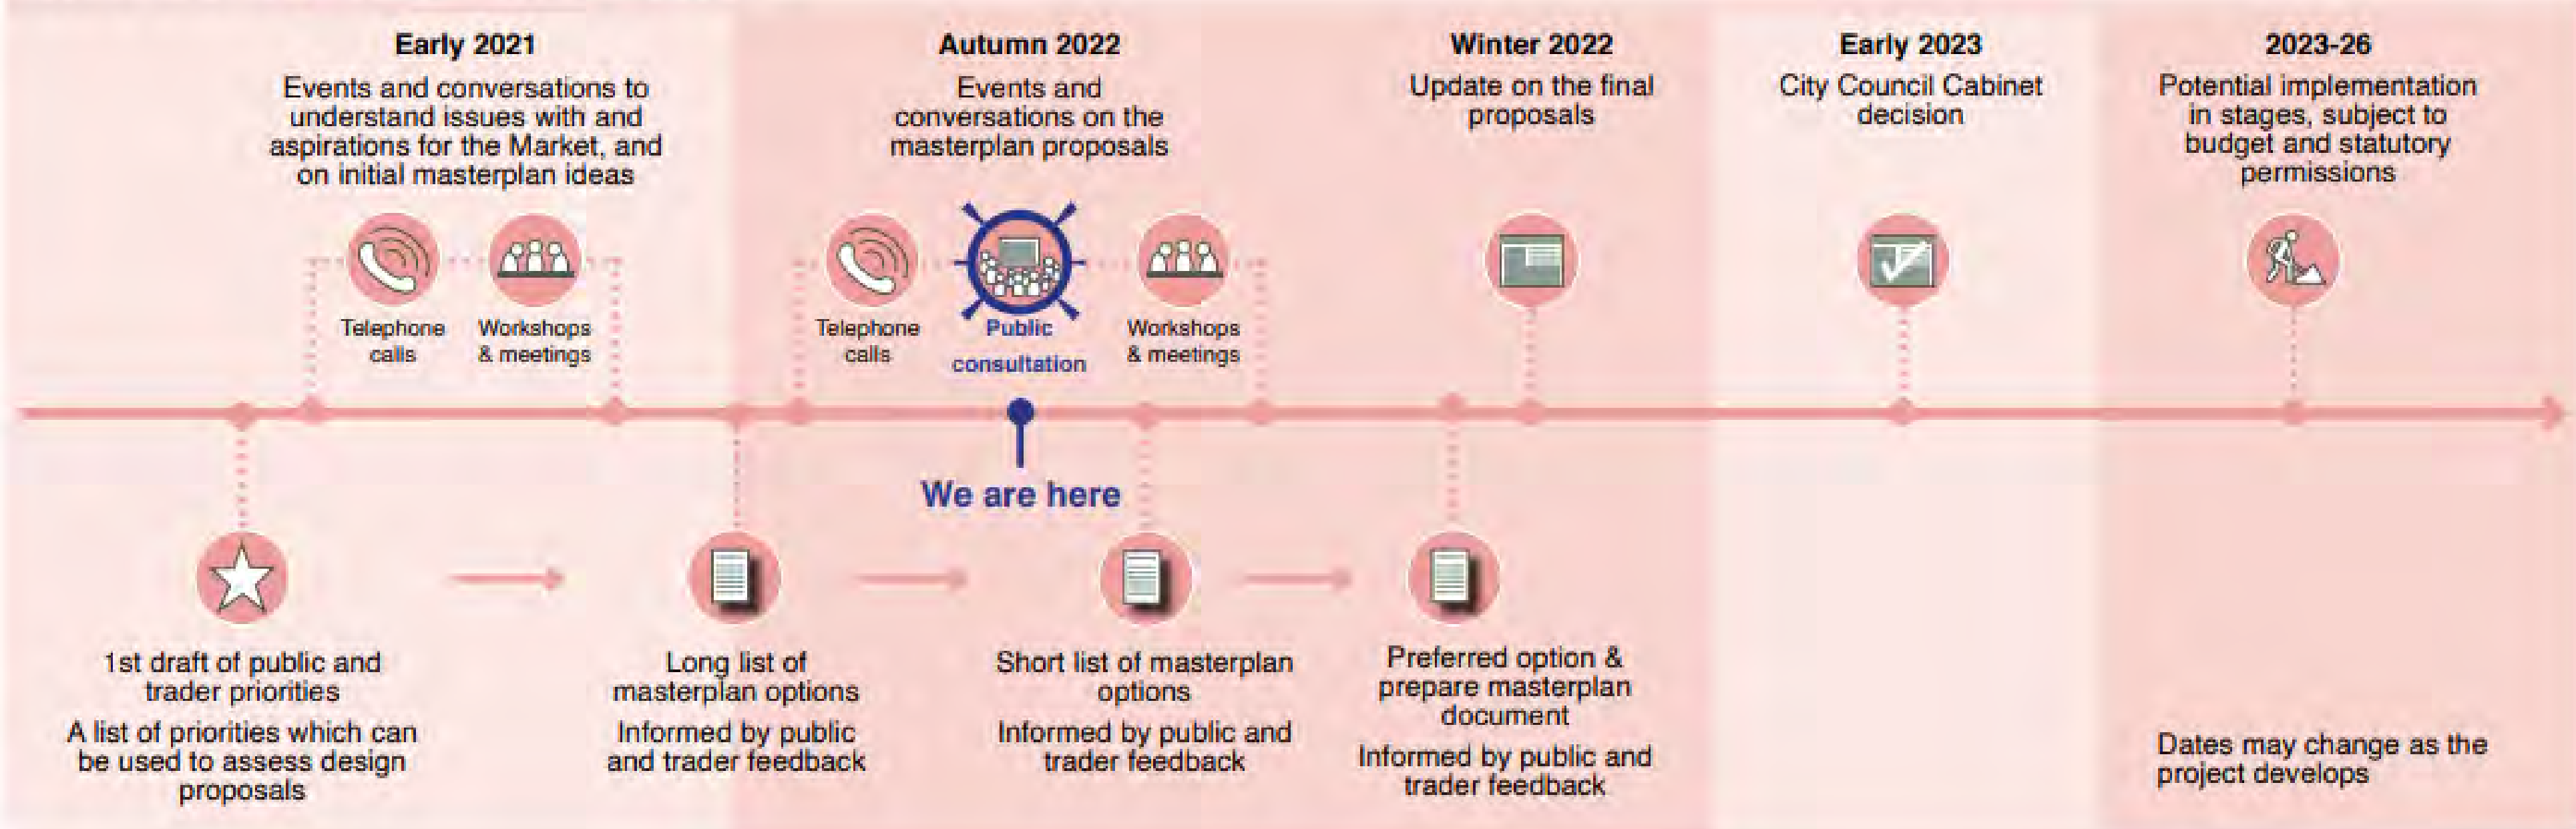 Early 2021
Events and conversations to
understand issues with and
aspirations for the Market, and
on initial masterplan ideas
Telephone
calls
Workshops
& meetings
Autumn 2022
Events and
conversations on the
masterplan proposals
Telephone
calls
Public
consultation
Workshops
& meetings
Winter 2022
Update on the final
proposals
Early 2023
City Council Cabinet
decision
2023-26
Potential implementation
in stages, subject to
budget and statutory
permissions
We are here
1st draft of public and
trader priorities
A list of priorities which can
be used to assess design
proposals
Long list of
masterplan options
Informed by public
and trader feedback
Short list of masterplan
options
Informed by public and
trader feedback
Preferred option &
prepare masterplan
document
Informed by public and
trader feedback
Dates may change as the
project develops